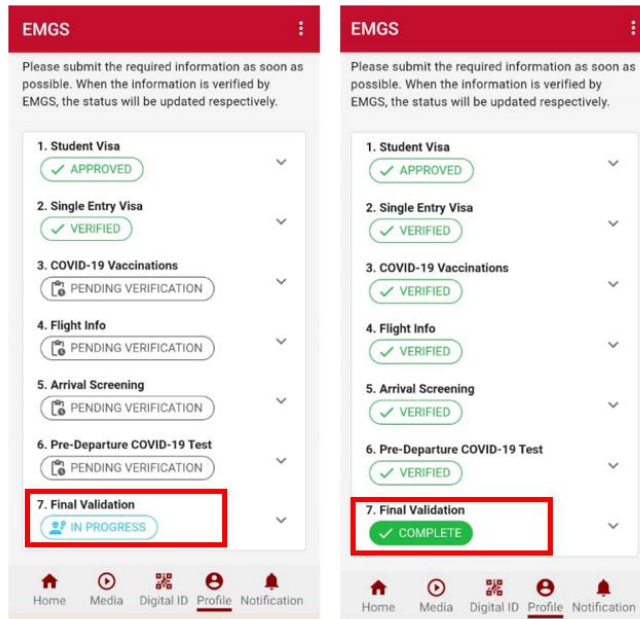 EMGS
Please submit the required information as soon as
possible. When the information is verified by
EMGS, the status will be updated respectively.
1. Student Visa
APPROVED
2. Single Entry Visa
VERIFIED
3. COVID-19 Vaccinations
PENDING VERIFICATION
4. Flight Info
PENDING VERIFICATION
5. Arrival Screening
PENDING VERIFICATION
6. Pre-Departure COVID-19 Test
PENDING VERIFICATION
7. Final Validation
IN PROGRESS
Home Media Digital ID Profile Notification
EMGS
Please submit the required information as soon as
possible. When the information is verified by
EMGS, the status will be updated respectively.
1. Student Visa
APPROVED
2. Single Entry Visa
VERIFIED
3. COVID-19 Vaccinations
VERIFIED
4. Flight Info
VERIFIED
5. Arrival Screening
VERIFIED
6. Pre-Departure COVID-19 Test
VERIFIED
7. Final Validation
COMPLETE
Home Media Digital ID Profile Notification